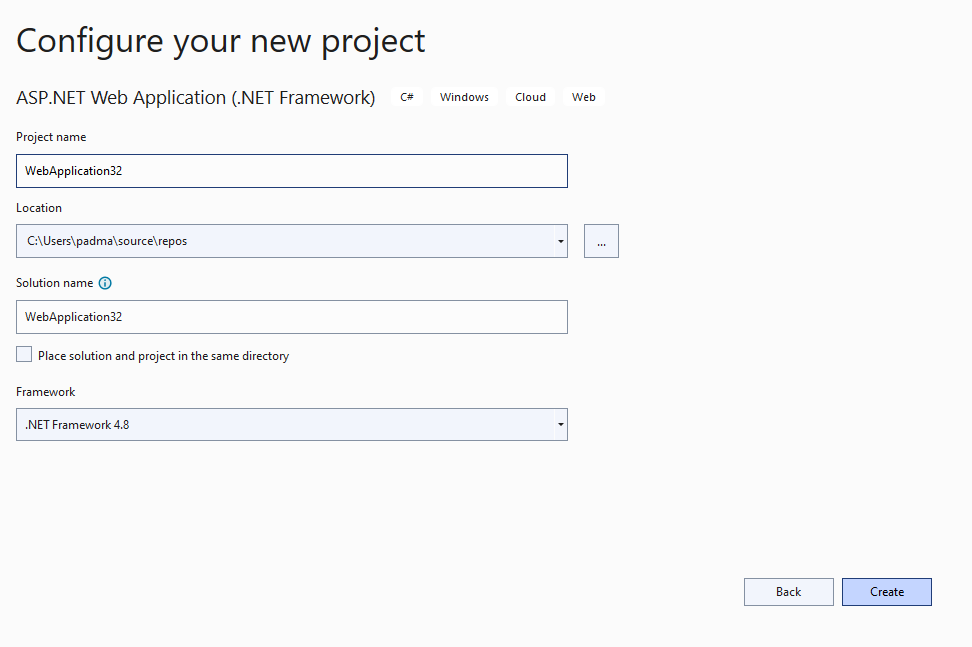 Configure your new project
ASP.NET Web Application (.NET Framework) C# Windows Cloud Web
Project name
WebApplication32
Location
C:\Users\padma\source\repos
...
Solution name
WebApplication32
Place solution and project in the same directory
Framework
.NET Framework 4.8
Back Create